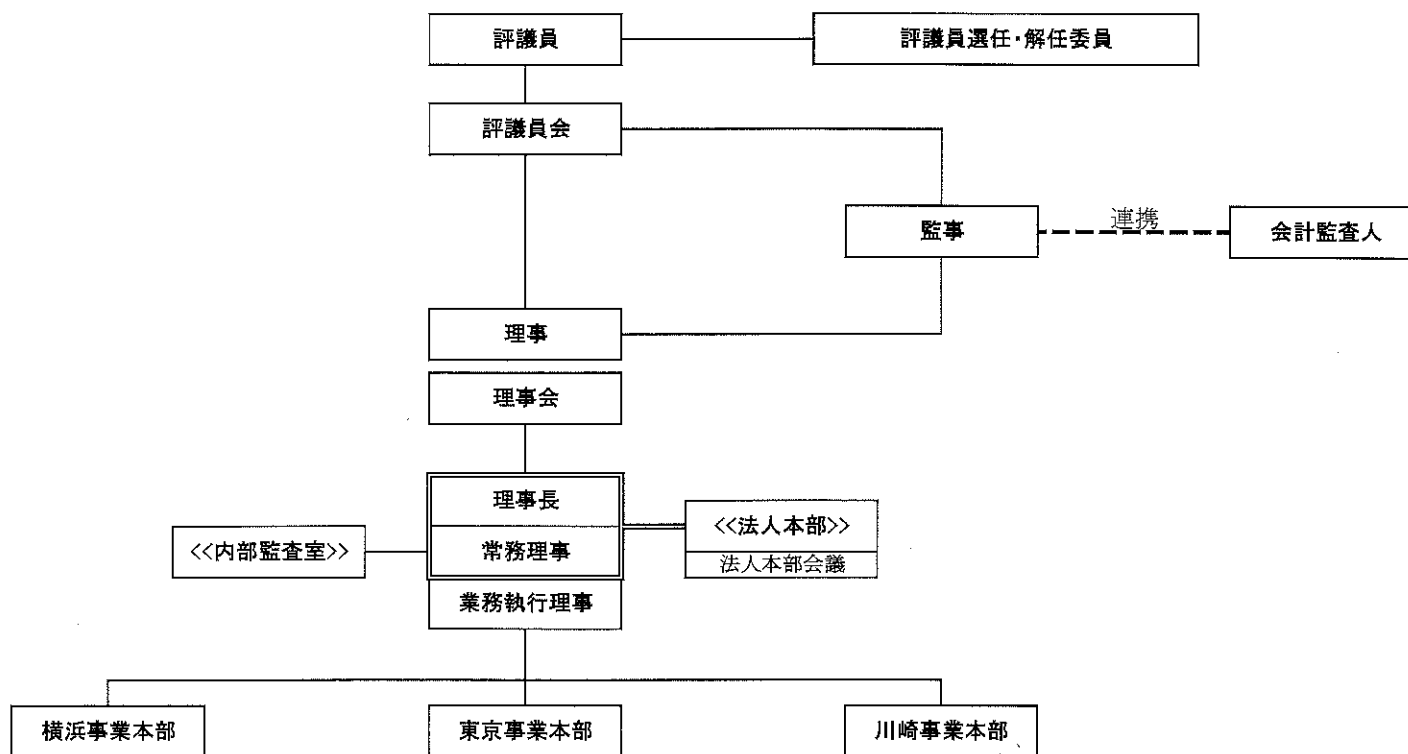 評議員
評議員選任・解任委員
評議員会
監事
連携
会計監査人
理事
理事会
理事長
<<法人本部>>
<<内部監査室>>
常務理事
法人本部会議
業務執行理事
横浜事業本部
東京事業本部
川崎事業本部